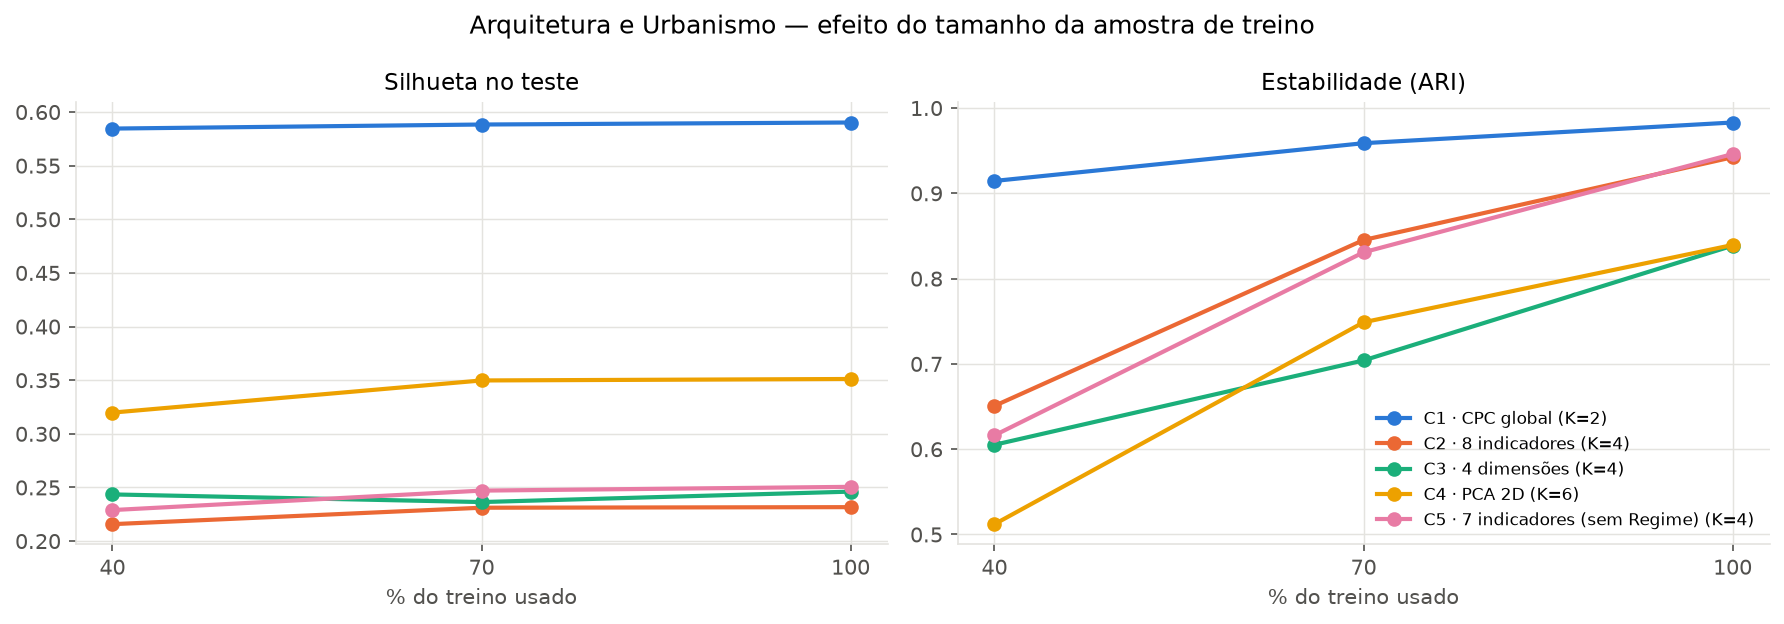 Arquitetura e Urbanismo — efeito do tamanho da amostra de treino
Silhueta no teste
0.60
0.55
0.50
0.45
0.40
0.35
0.30
0.25
0.20
40
70
100
% do treino usado
Estabilidade (ARI)
1.0
0.9
0.8
0.7
0.6
0.5
C1 · CPC global (K=2)
C2 · 8 indicadores (K=4)
C3 · 4 dimensões (K=4)
C4 · PCA 2D (K=6)
C5 · 7 indicadores (sem Regime) (K=4)
40
70
100
% do treino usado